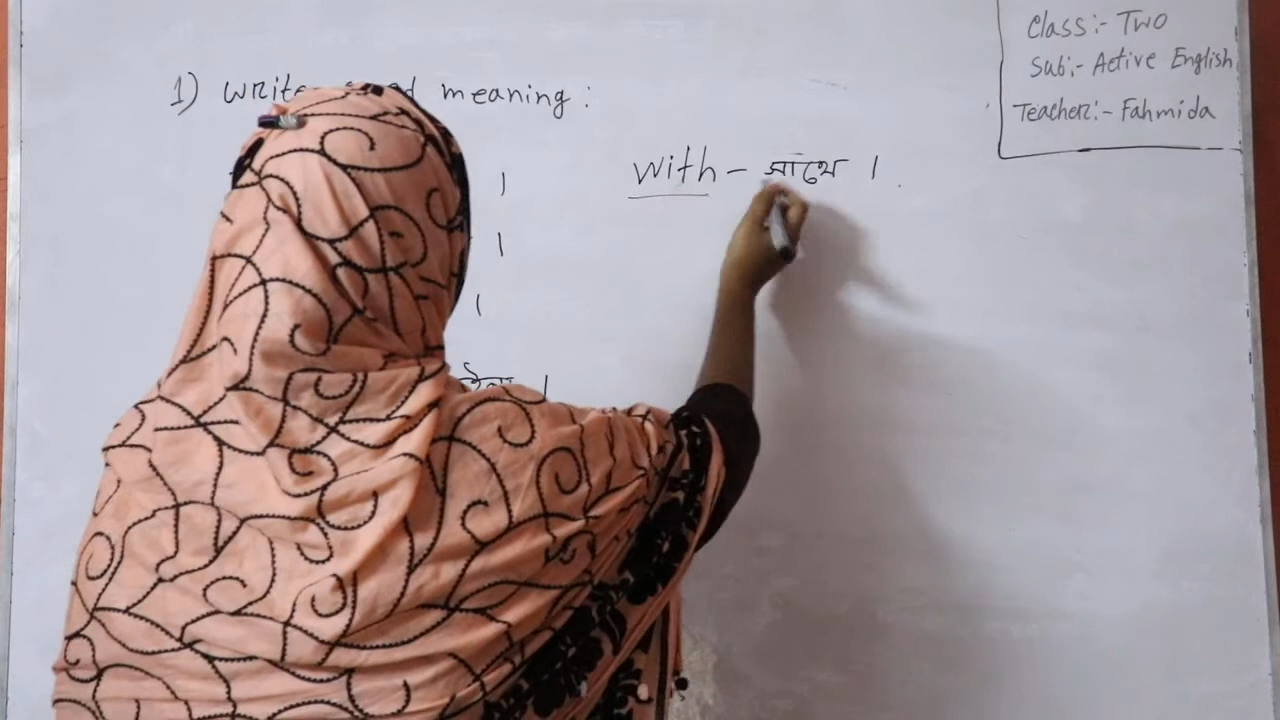 Class:- Two
Sub:- Active English
Teacher:- Fahmida
1) write meaning :
with - সাথে ।
।
।
।
।